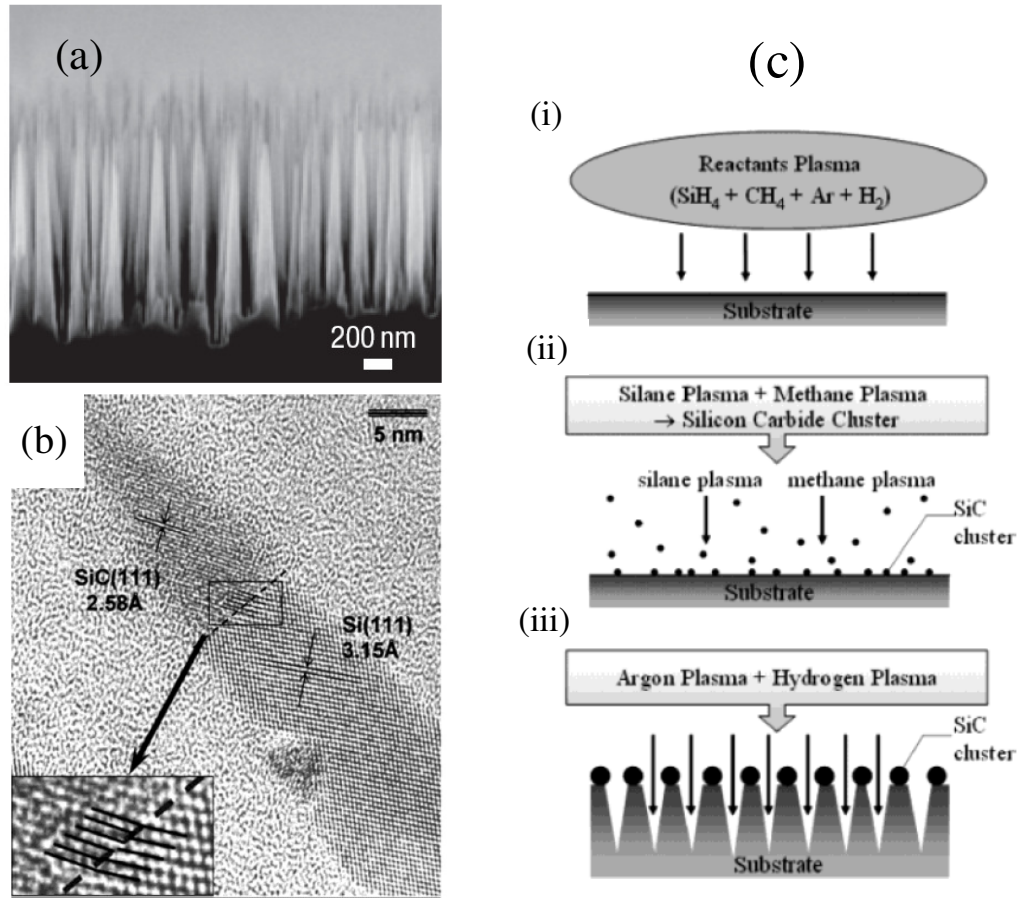 (a)
200 nm
(b)
5 nm
SiC(111)
2.58Å
Si(111)
3.15Å
(c)
(i)
Reactants Plasma
(SiH₄ + CH₄ + Ar + H₂)
Substrate
(ii)
Silane Plasma + Methane Plasma
→ Silicon Carbide Cluster
silane plasma methane plasma
SiC
cluster
Substrate
(iii)
Argon Plasma + Hydrogen Plasma
SiC
cluster
Substrate